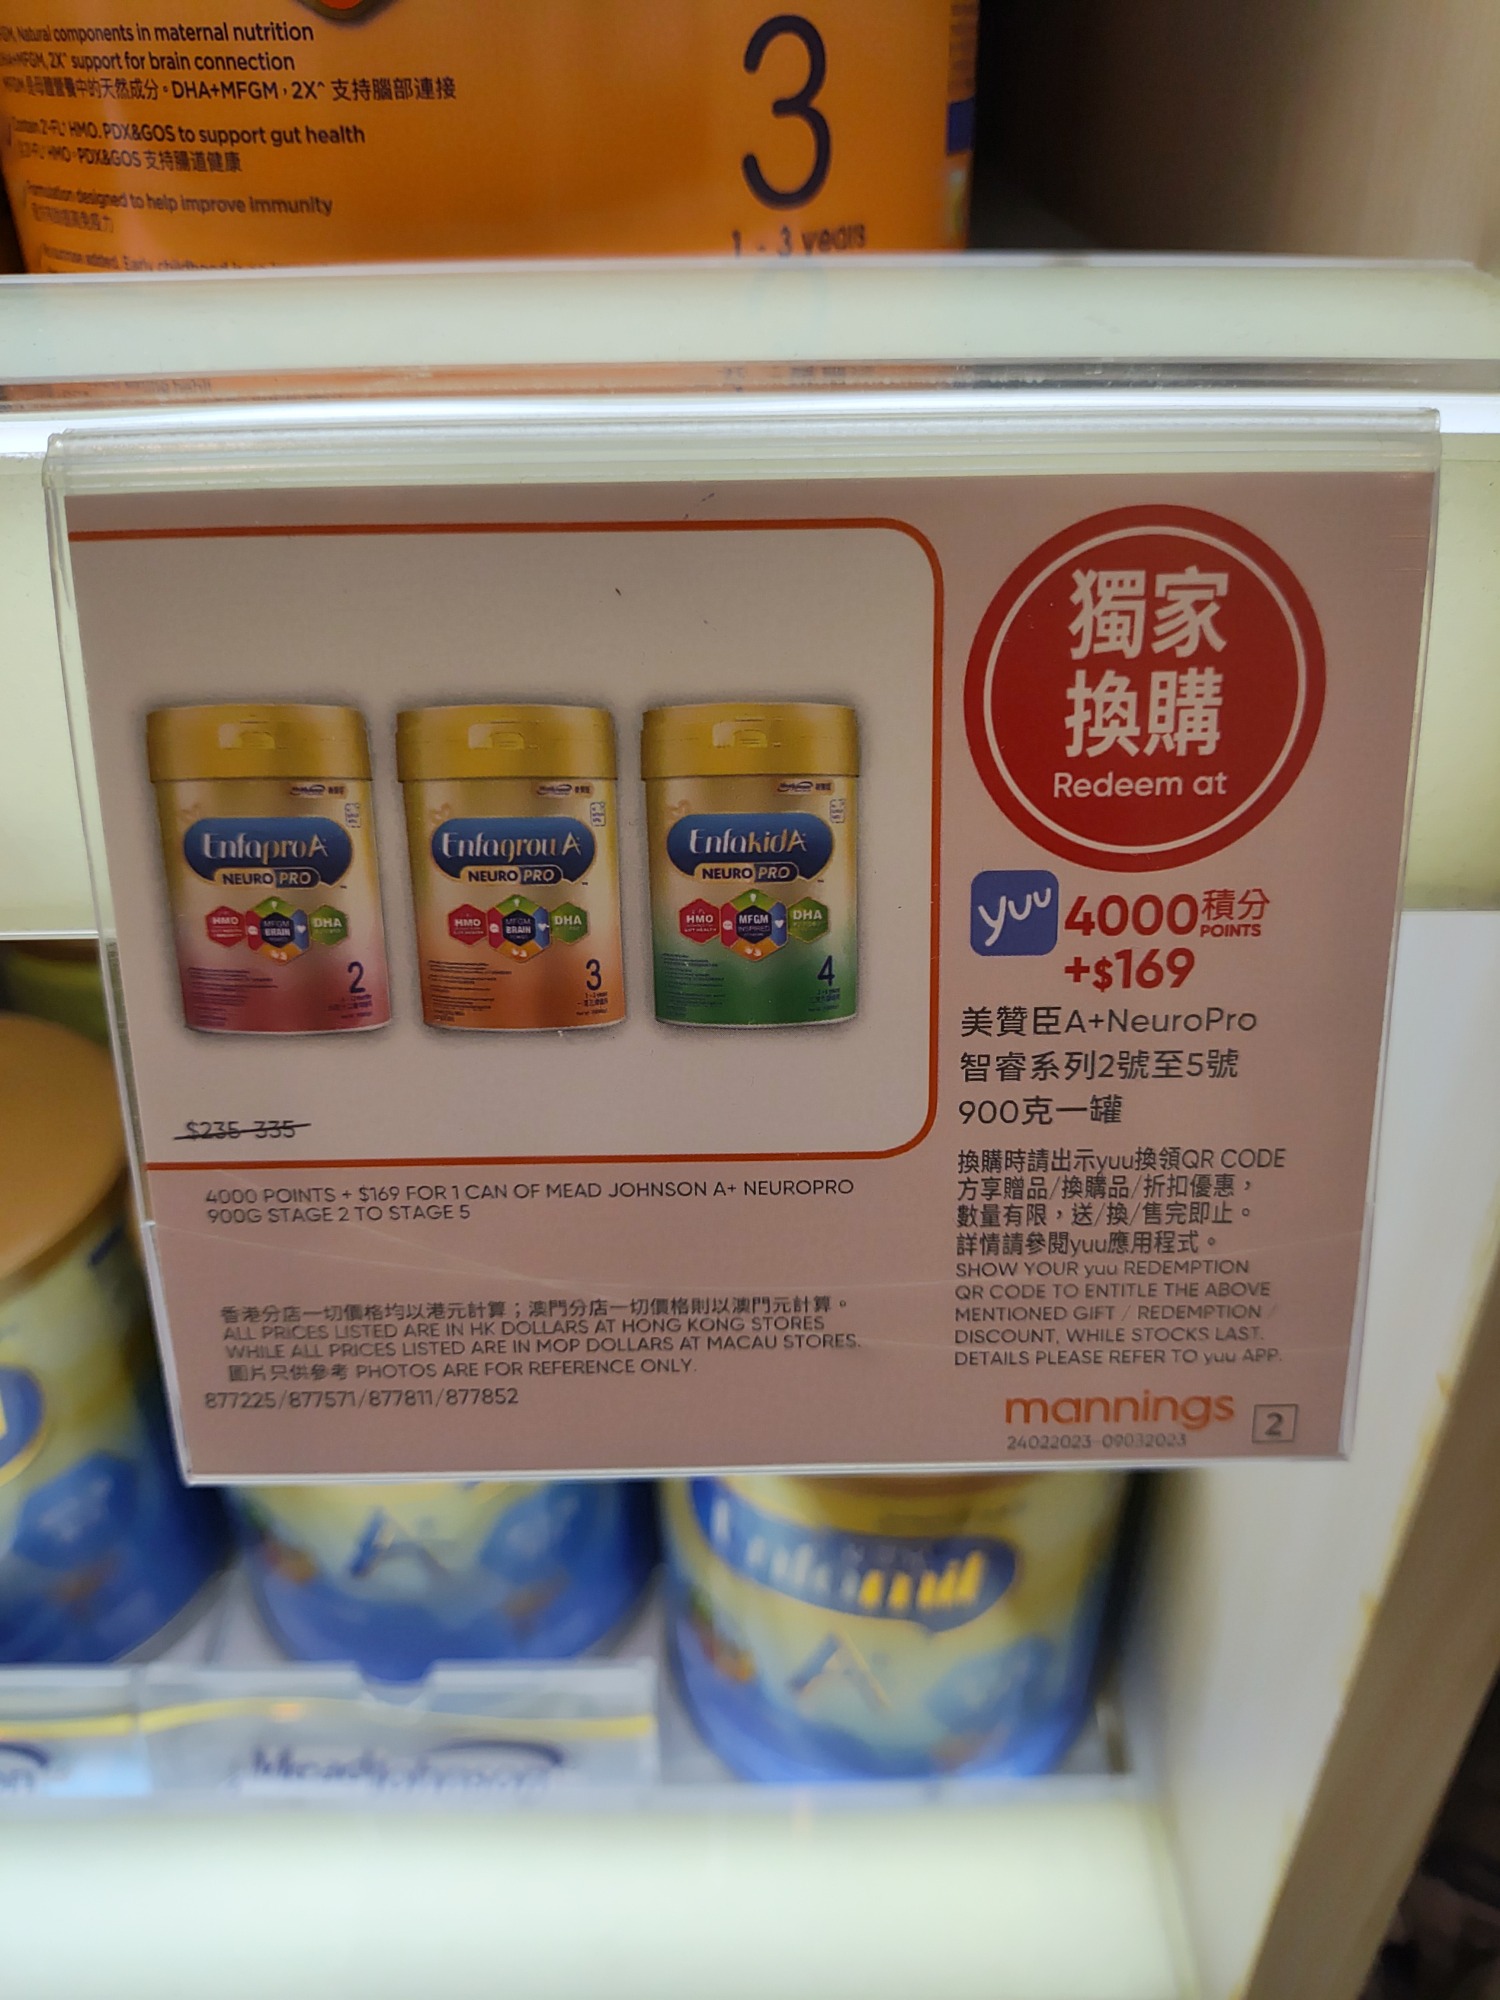 Natural components in maternal nutrition
2X^ support for brain connection
中的天然成分。DHA+MFGM，2X^ 支持腦部連接
HMO. PDX&GOS to support gut health
PDX&GOS 支持腸道健康
designed to help improve immunity
3
1 - 3 years
獨家
換購
Redeem at
yuu
4000積分
POINTS
+$169
美贊臣A+NeuroPro
智睿系列2號至5號
900克一罐
換購時請出示yuu換領QR CODE
方享贈品/換購品/折扣優惠，
數量有限，送/換/售完即止。
詳情請參閱yuu應用程式。
SHOW YOUR yuu REDEMPTION
QR CODE TO ENTITLE THE ABOVE
MENTIONED GIFT / REDEMPTION /
DISCOUNT, WHILE STOCKS LAST.
DETAILS PLEASE REFER TO yuu APP.
mannings
2
24022023-09032023
EnfaproA
NEURO PRO
HMO
MFGM
BRAIN
DHA
2
EnfagrowA
NEURO PRO
HMO
MFGM
BRAIN
DHA
3
EnfakidA
NEURO PRO
HMO
MFGM
INSPIRED
DHA
4
$235-335
4000 POINTS + $169 FOR 1 CAN OF MEAD JOHNSON A+ NEUROPRO
900G STAGE 2 TO STAGE 5
香港分店一切價格均以港元計算；澳門分店一切價格則以澳門元計算。
ALL PRICES LISTED ARE IN HK DOLLARS AT HONG KONG STORES
WHILE ALL PRICES LISTED ARE IN MOP DOLLARS AT MACAU STORES.
圖片只供參考 PHOTOS ARE FOR REFERENCE ONLY.
877225/877571/877811/877852
Enfamil
A
MeadJohnson